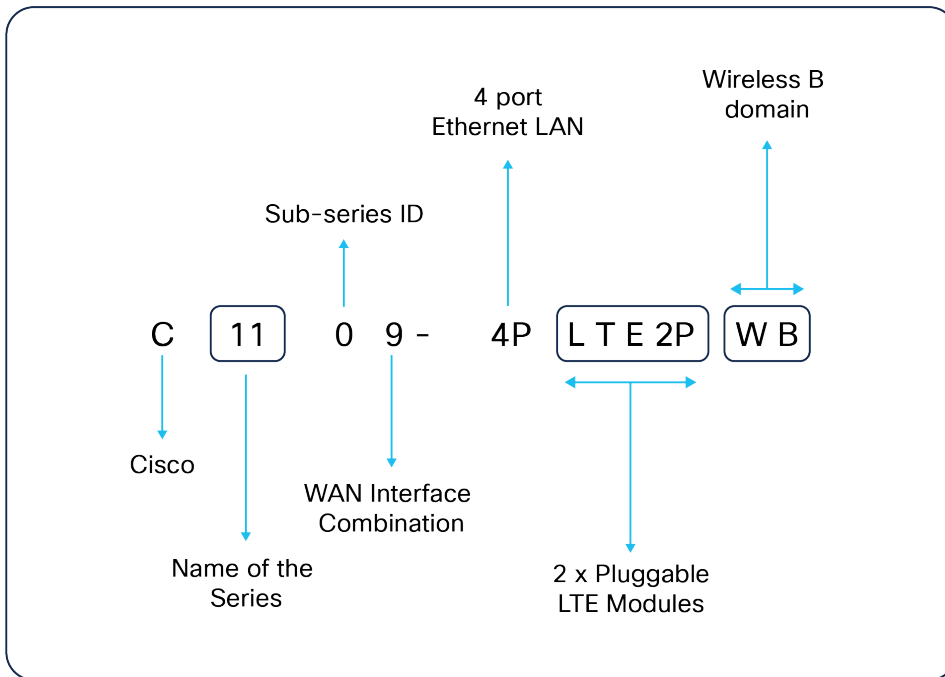 Wireless B
domain
4 port
Ethernet LAN
Sub-series ID
C 11 0 9 - 4P L T E 2P W B
Cisco
WAN Interface
Combination
Name of the
Series
2 x Pluggable
LTE Modules